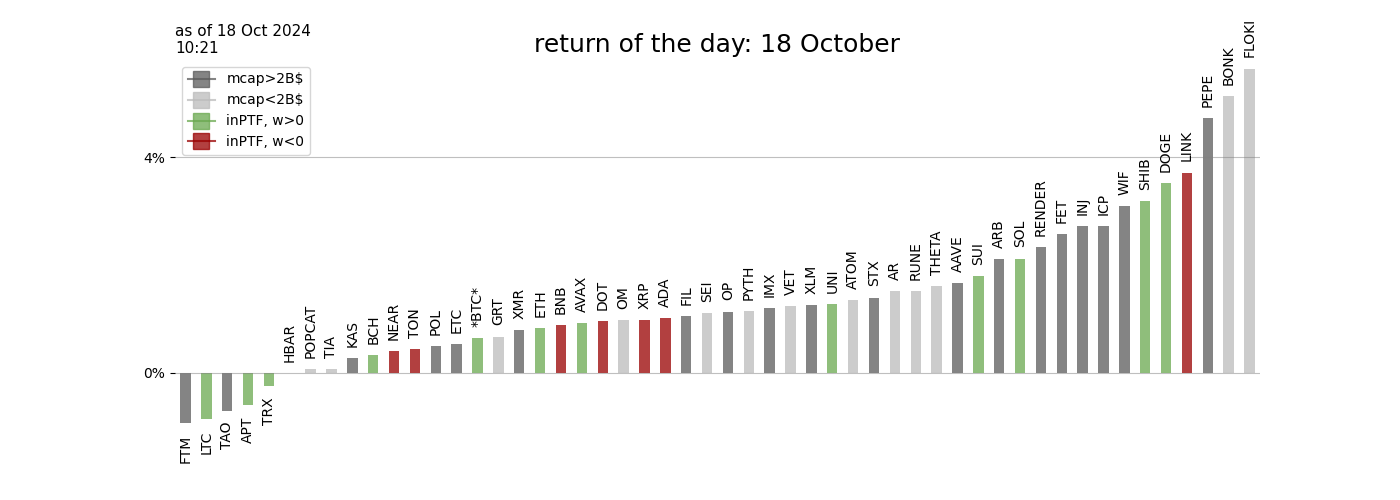 as of 18 Oct 2024
10:21
return of the day: 18 October
mcap>2B$
mcap<2B$
inPTF, w>0
inPTF, w<0
4%
0%
FTM
LTC
TAO
APT
TRX
HBAR
POPCAT
TIA
KAS
BCH
NEAR
TON
POL
ETC
*BTC*
GRT
XMR
ETH
BNB
AVAX
DOT
OM
XRP
ADA
FIL
SEI
OP
PYTH
IMX
VET
XLM
UNI
ATOM
STX
AR
RUNE
THETA
AAVE
SUI
ARB
SOL
RENDER
FET
INJ
ICP
WIF
SHIB
DOGE
LINK
PEPE
BONK
FLOKI